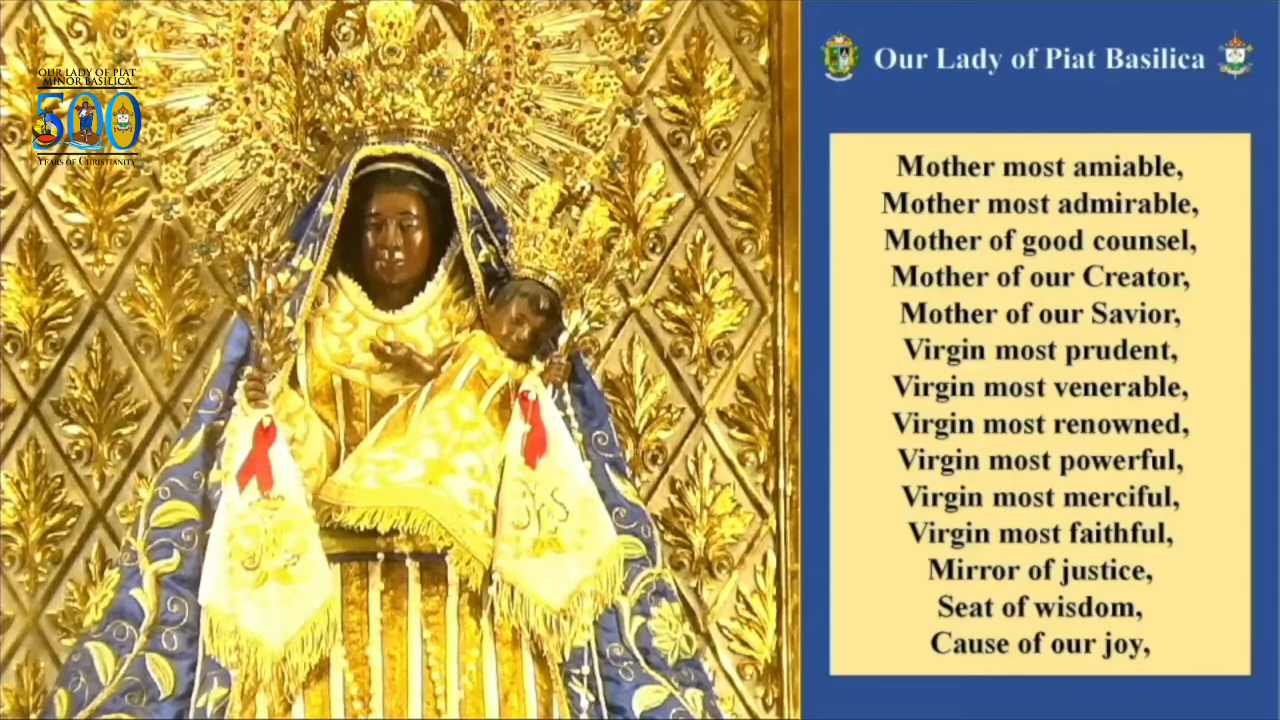 OUR LADY OF PIAT
MINOR BASILICA
500
YEARS OF CHRISTIANITY
Our Lady of Piat Basilica
Mother most amiable,
Mother most admirable,
Mother of good counsel,
Mother of our Creator,
Mother of our Savior,
Virgin most prudent,
Virgin most venerable,
Virgin most renowned,
Virgin most powerful,
Virgin most merciful,
Virgin most faithful,
Mirror of justice,
Seat of wisdom,
Cause of our joy,
JHS